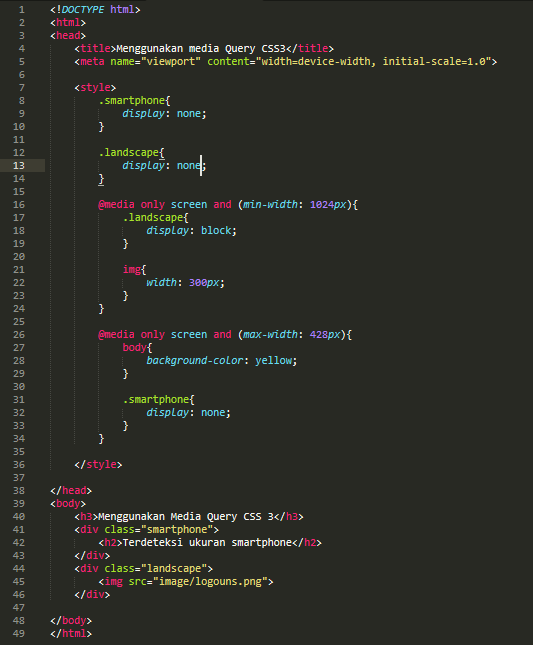 1 <!DOCTYPE html>
2 <html>
3 <head>
4 <title>Menggunakan media Query CSS3</title>
5 <meta name="viewport" content="width=device-width, initial-scale=1.0">
6
7 <style>
8 .smartphone{
9 display: none;
10 }
11
12 .landscape{
13 display: none;
14 }
15
16 @media only screen and (min-width: 1024px){
17 .landscape{
18 display: block;
19 }
20
21 img{
22 width: 300px;
23 }
24 }
25
26 @media only screen and (max-width: 428px){
27 body{
28 background-color: yellow;
29 }
30
31 .smartphone{
32 display: none;
33 }
34 }
35
36 </style>
37
38 </head>
39 <body>
40 <h3>Menggunakan Media Query CSS 3</h3>
41 <div class="smartphone">
42 <h2>Terdeteksi ukuran smartphone</h2>
43 </div>
44 <div class="landscape">
45 <img src="image/logouns.png">
46 </div>
47
48 </body>
49 </html>